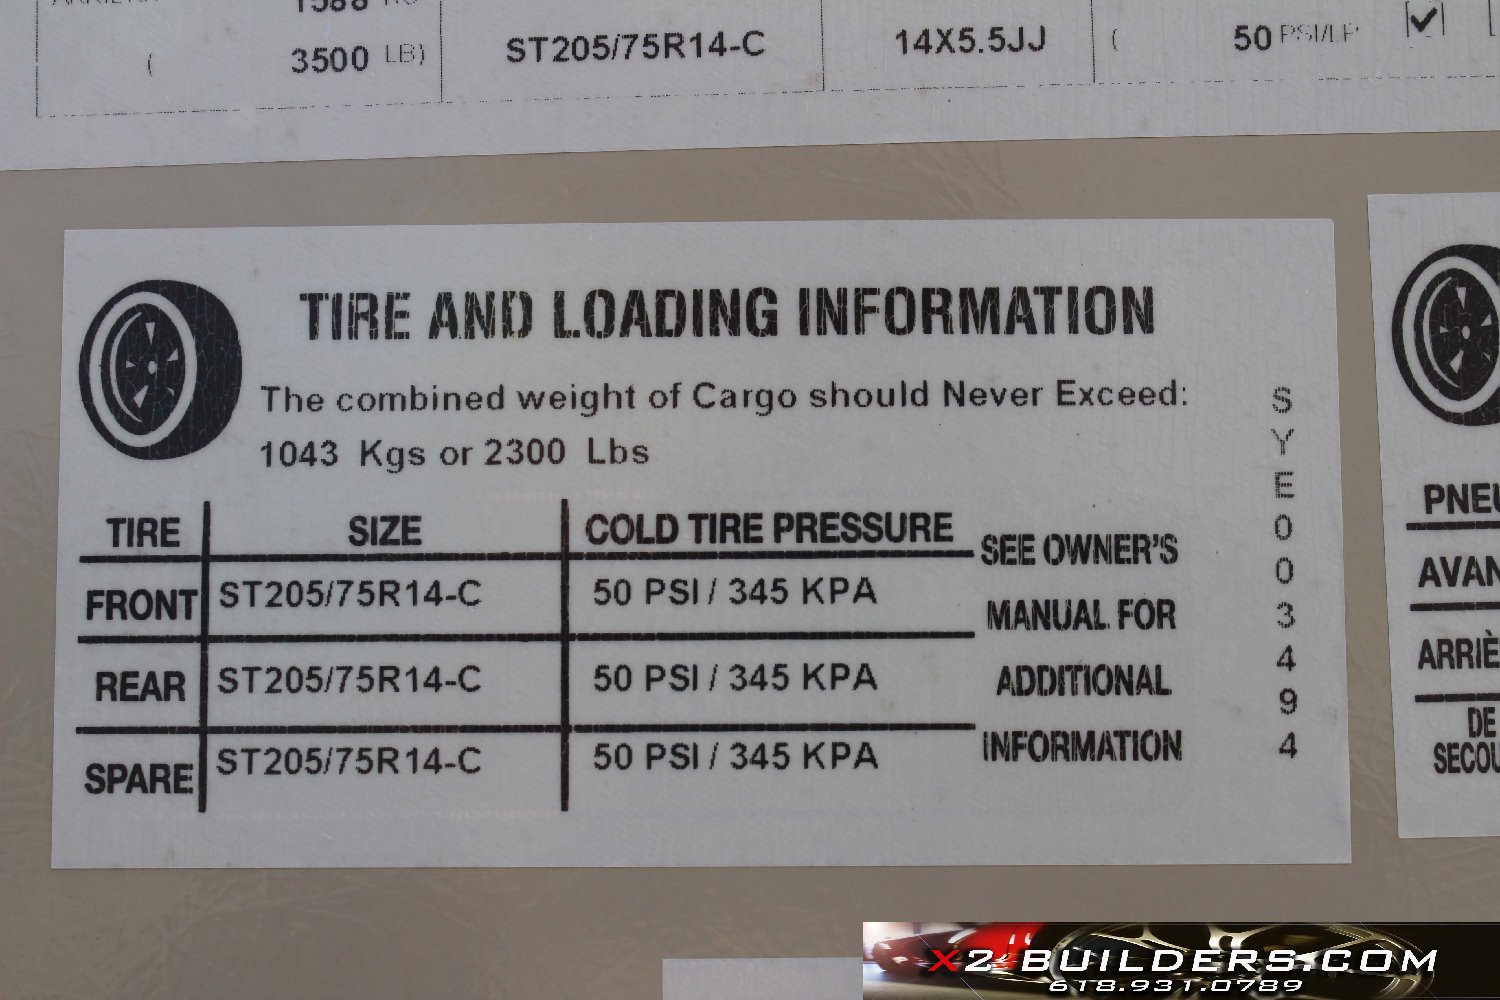 1588
3500 LB) ST205/75R14-C 14X5.5JJ ( 50 PSI/LP
(
TIRE AND LOADING INFORMATION
The combined weight of Cargo should Never Exceed:
1043 Kgs or 2300 Lbs
TIRE SIZE COLD TIRE PRESSURE
FRONT ST205/75R14-C 50 PSI / 345 KPA
REAR ST205/75R14-C 50 PSI / 345 KPA
SPARE ST205/75R14-C 50 PSI / 345 KPA
SEE OWNER'S
MANUAL FOR
ADDITIONAL
INFORMATION
SYE003494
PNEU
AVAN
ARRIÈ
DE
SECOU
X2 BUILDERS.COM
618.931.0789